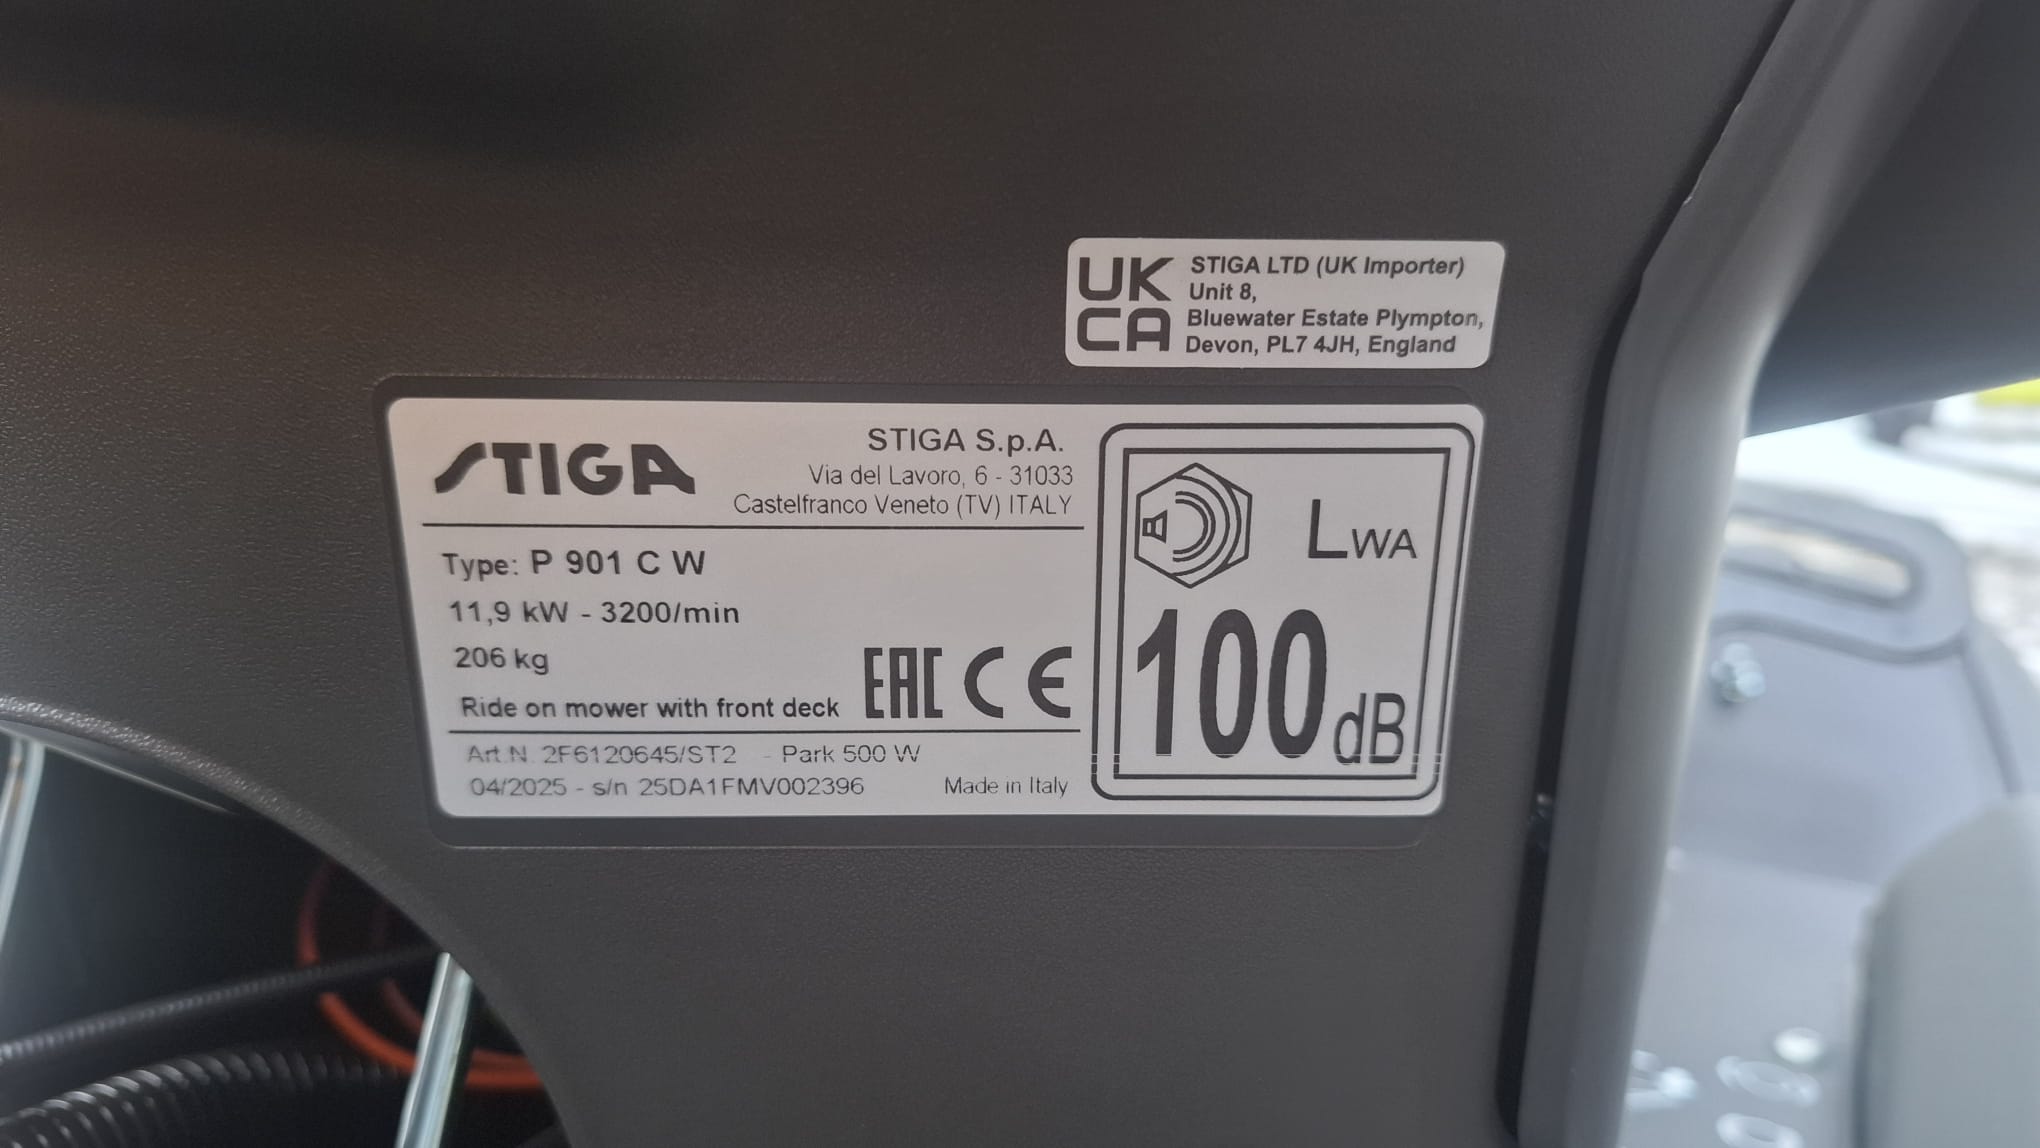 UK
CA
STIGA LTD (UK Importer)
Unit 8,
Bluewater Estate Plympton,
Devon, PL7 4JH, England
STIGA
STIGA S.p.A.
Via del Lavoro, 6 - 31033
Castelfranco Veneto (TV) ITALY
Type: P 901 C W
11,9 kW - 3200/min
206 kg
Ride on mower with front deck
EAC CE
Art.N. 2F6120645/ST2 - Park 500 W
04/2025 - s/n 25DA1FMV002396
Made in Italy
LWA
100 dB